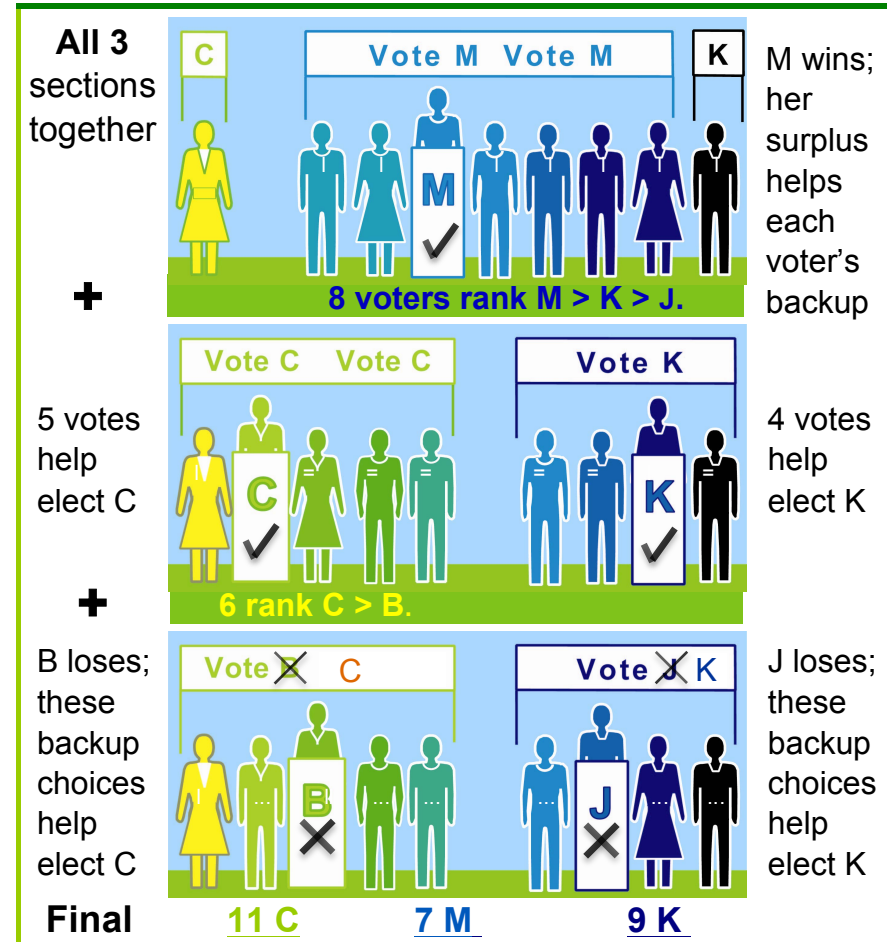 All 3
sections
together
+
C
Vote M Vote M
K
M
8 voters rank M > K > J.
M wins;
her
surplus
helps
each
voter’s
backup
5 votes
help
elect C
+
Vote C Vote C
Vote K
C
K
6 rank C > B.
4 votes
help
elect K
B loses;
these
backup
choices
help
elect C
Vote B C
Vote J K
B
J
J loses;
these
backup
choices
help
elect K
Final 11 C 7 M 9 K